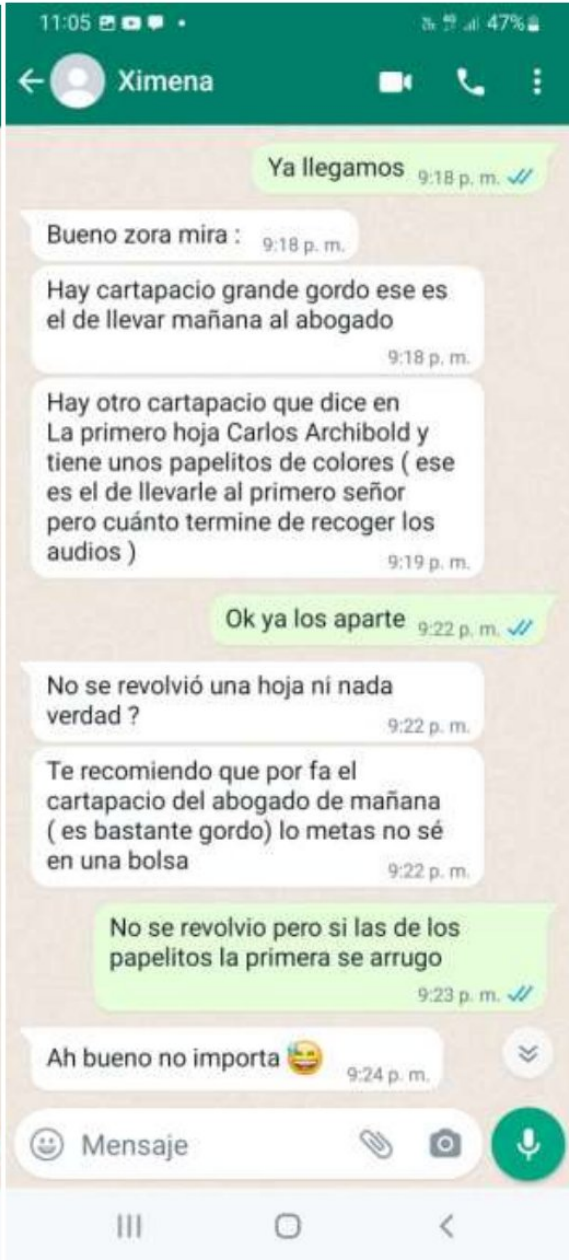 11:05
47%
Ximena
Ya llegamos 9:18 p. m.
Bueno zora mira : 9:18 p. m.
Hay cartapacio grande gordo ese es
el de llevar mañana al abogado
9:18 p. m.
Hay otro cartapacio que dice en
La primero hoja Carlos Archibold y
tiene unos papelitos de colores ( ese
es el de llevarle al primero señor
pero cuánto termine de recoger los
audios ) 9:19 p. m.
Ok ya los aparte 9:22 p. m.
No se revolvió una hoja ni nada
verdad ? 9:22 p. m.
Te recomiendo que por fa el
cartapacio del abogado de mañana
( es bastante gordo) lo metas no sé
en una bolsa 9:22 p. m.
No se revolvio pero si las de los
papelitos la primera se arrugo
9:23 p. m.
Ah bueno no importa 😅 9:24 p. m.
Mensaje